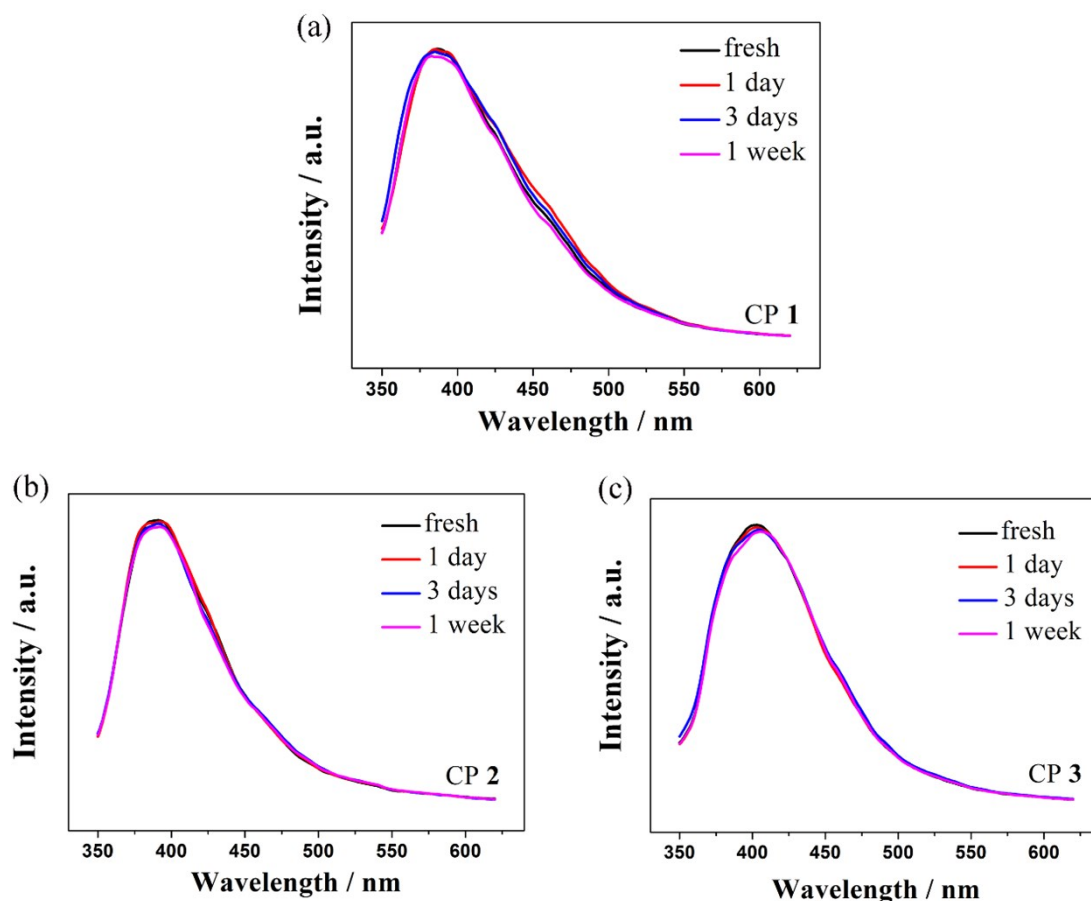 (a)
fresh
1 day
3 days
1 week
Intensity / a.u.
CP 1
350 400 450 500 550 600
Wavelength / nm
(b)
fresh
1 day
3 days
1 week
Intensity / a.u.
CP 2
350 400 450 500 550 600
Wavelength / nm
(c)
fresh
1 day
3 days
1 week
Intensity / a.u.
CP 3
350 400 450 500 550 600
Wavelength / nm